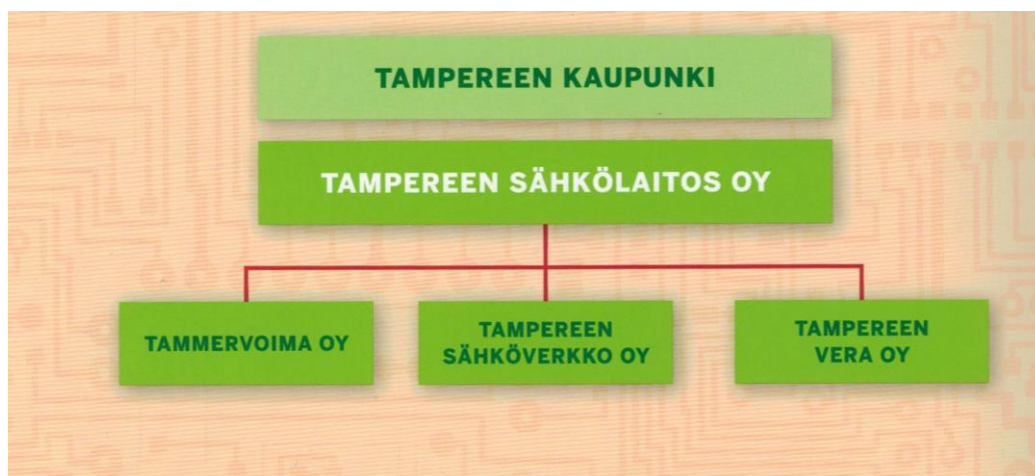 TAMPEREEN KAUPUNKI
TAMPEREEN SÄHKÖLAITOS OY
TAMMERVOIMA OY
TAMPEREEN
SÄHKÖVERKKO OY
TAMPEREEN
VERA OY